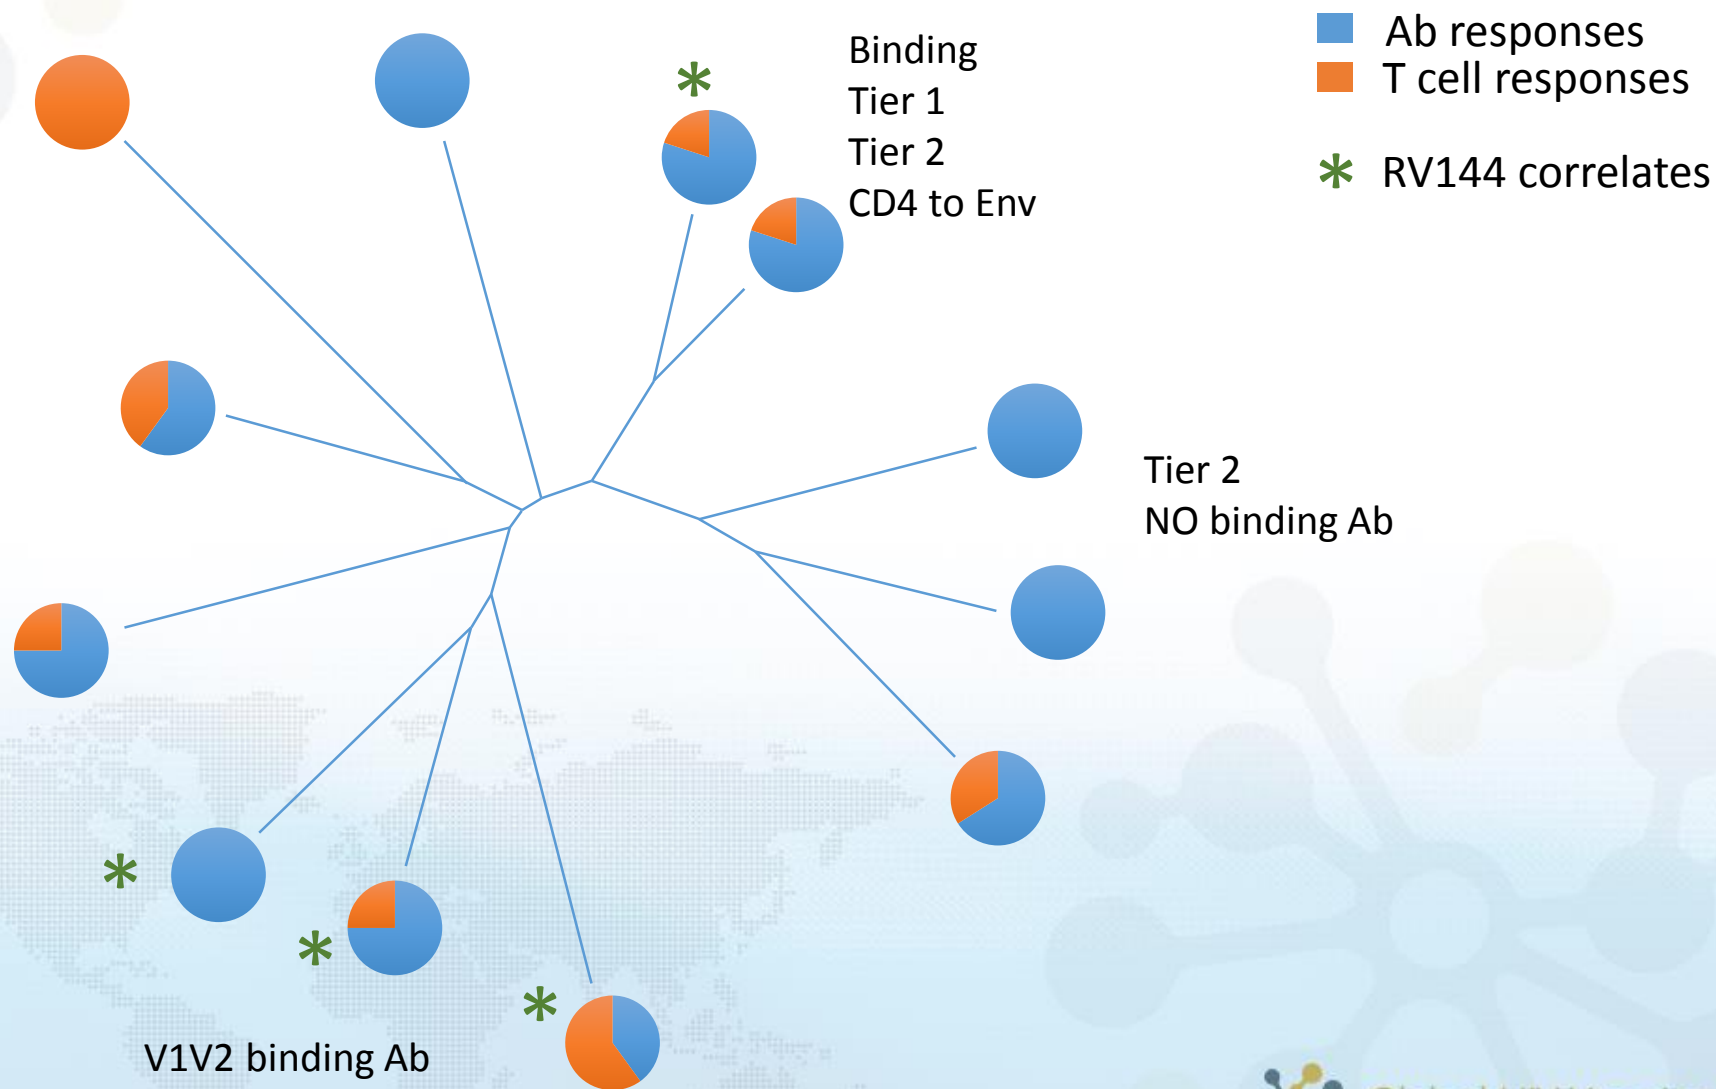 Binding
Tier 1
Tier 2
CD4 to Env
Ab responses
T cell responses
* RV144 correlates
*
Tier 2
NO binding Ab
*
*
*
V1V2 binding Ab